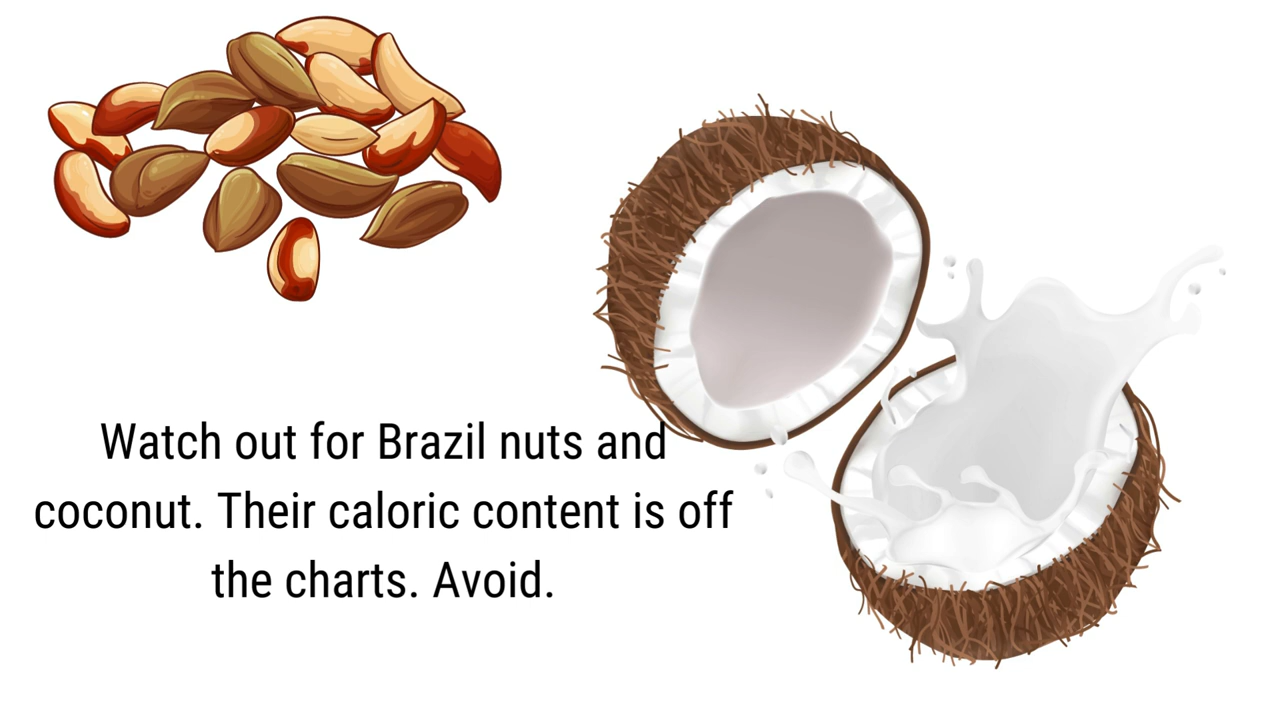 Watch out for Brazil nuts and
coconut. Their caloric content is off
the charts. Avoid.